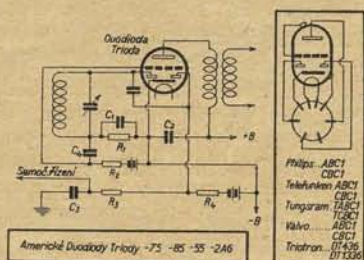 Duodioda
Trioda
C₁
R₁
C₂
+B
C₄
R₂
Samoč. řízení
C₃
R₃
R₄
-B
Americké Duodiody Triody -75 -85 -55 -2A6
Philips ...ABC1
CBC1
Telefunken ABC1
CBC1
Tungsram .TABC1
TCBC1
Valvo.....ABC1
CBC1
Triotron...DT436
DT1336